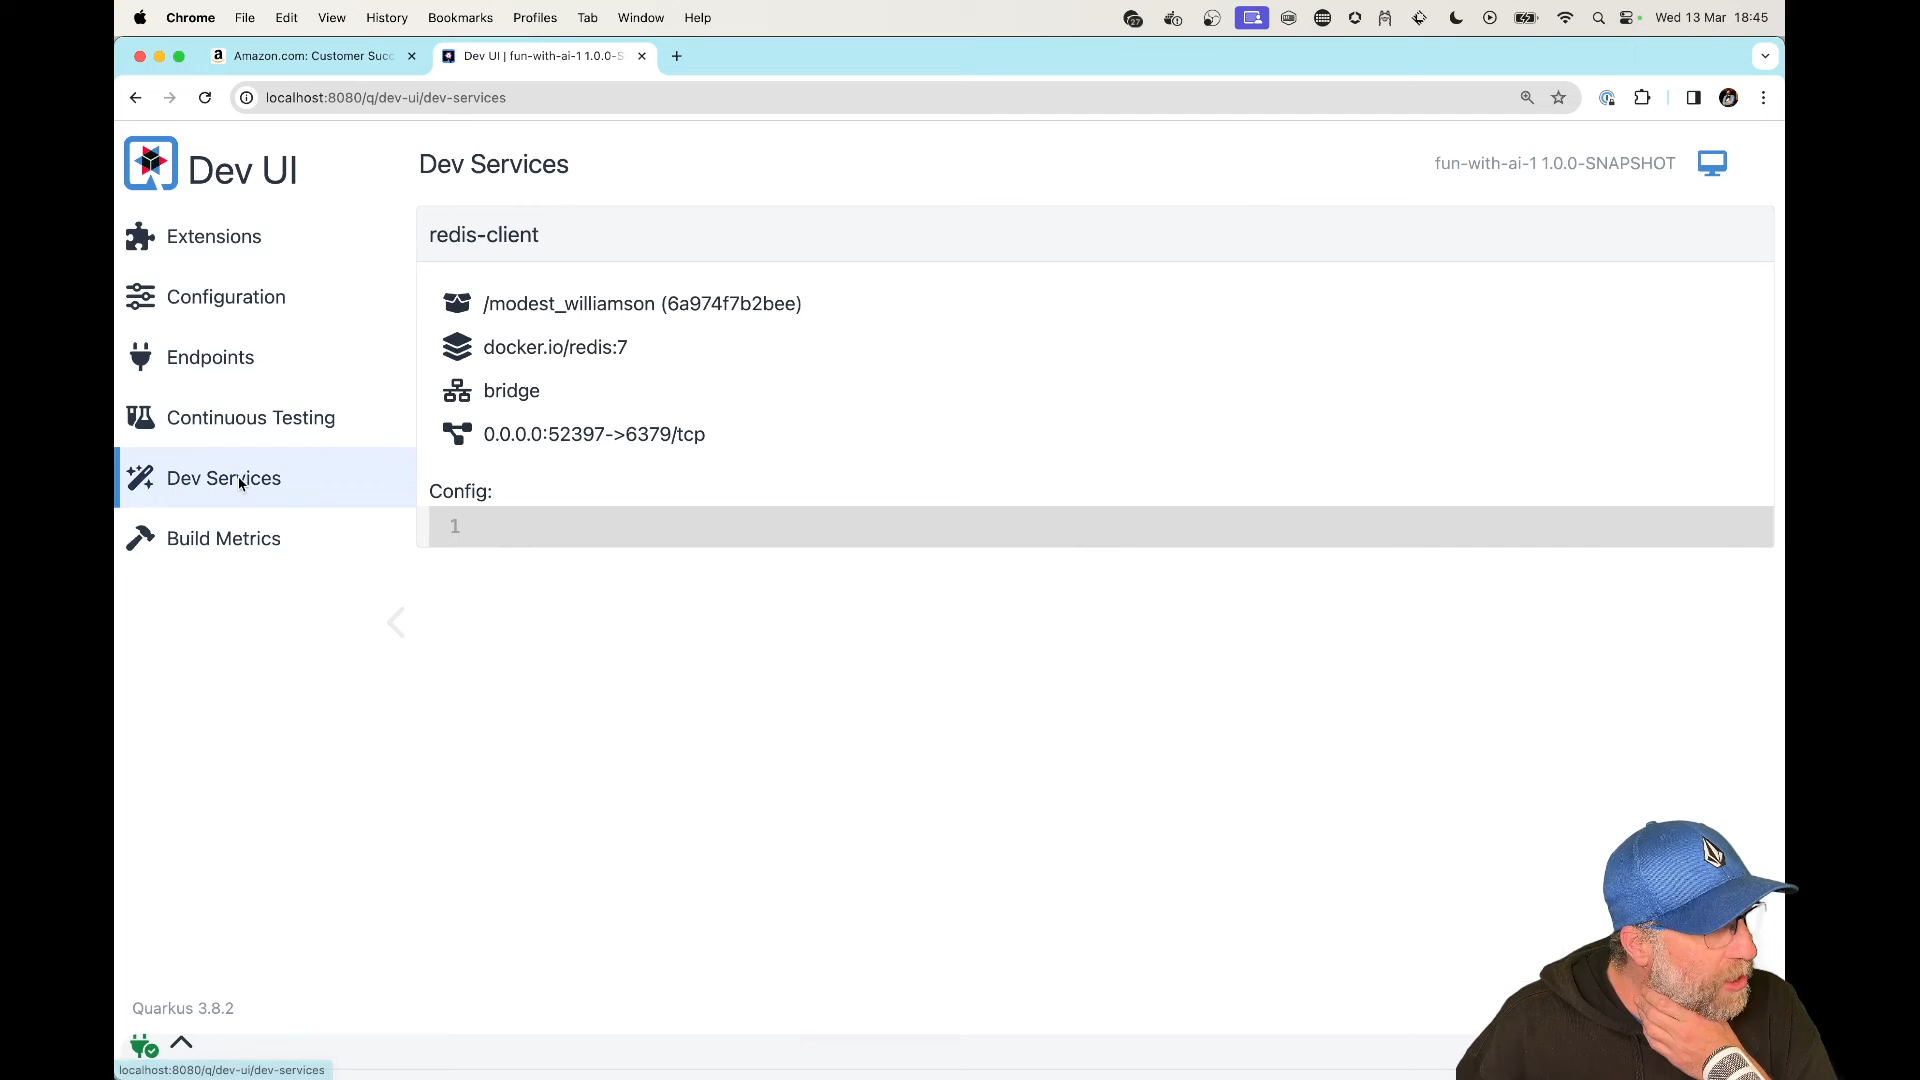 Chrome File Edit View History Bookmarks Profiles Tab Window Help
27
Wed 13 Mar 18:45
Amazon.com: Customer Succ
Dev UI | fun-with-ai-1 1.0.0-S
localhost:8080/q/dev-ui/dev-services
Dev UI
Dev Services
fun-with-ai-1 1.0.0-SNAPSHOT
Extensions
Configuration
Endpoints
Continuous Testing
Dev Services
Build Metrics
redis-client
/modest_williamson (6a974f7b2bee)
docker.io/redis:7
bridge
0.0.0.0:52397->6379/tcp
Config:
1
Quarkus 3.8.2
localhost:8080/q/dev-ui/dev-services